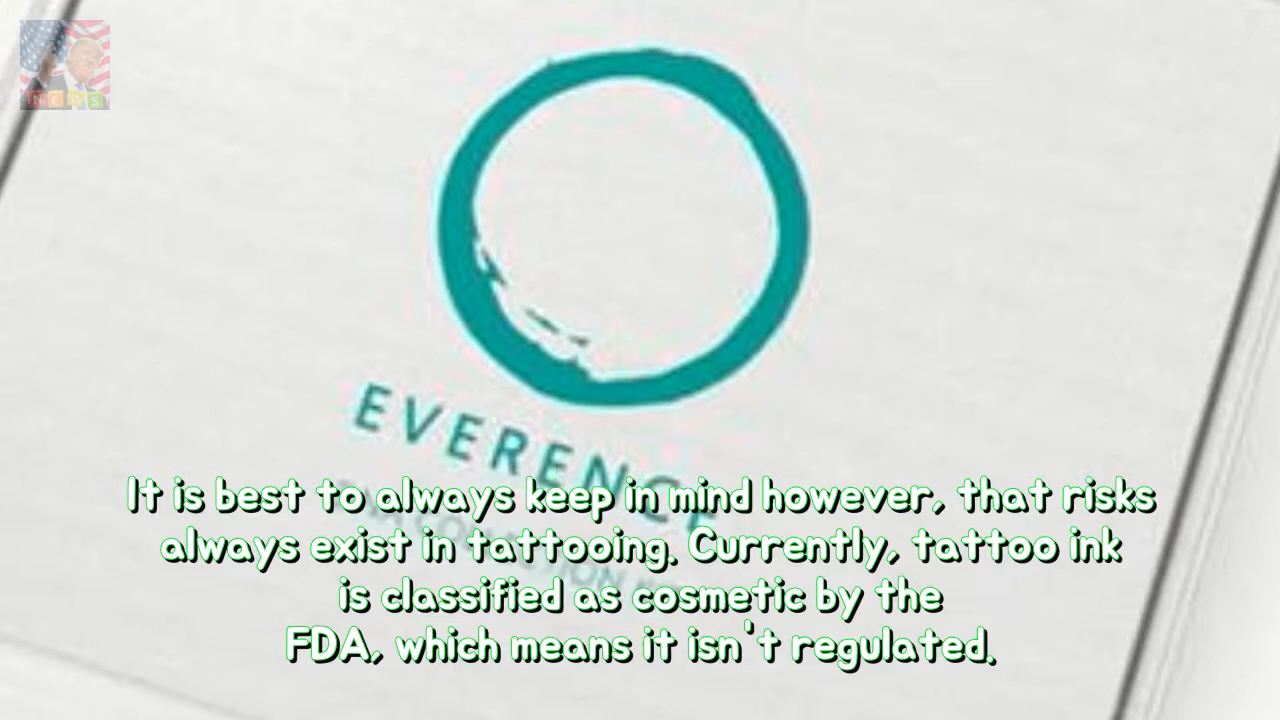 NEWS
EVERENCE
It is best to always keep in mind however, that risks
always exist in tattooing. Currently, tattoo ink
is classified as cosmetic by the
FDA, which means it isn't regulated.